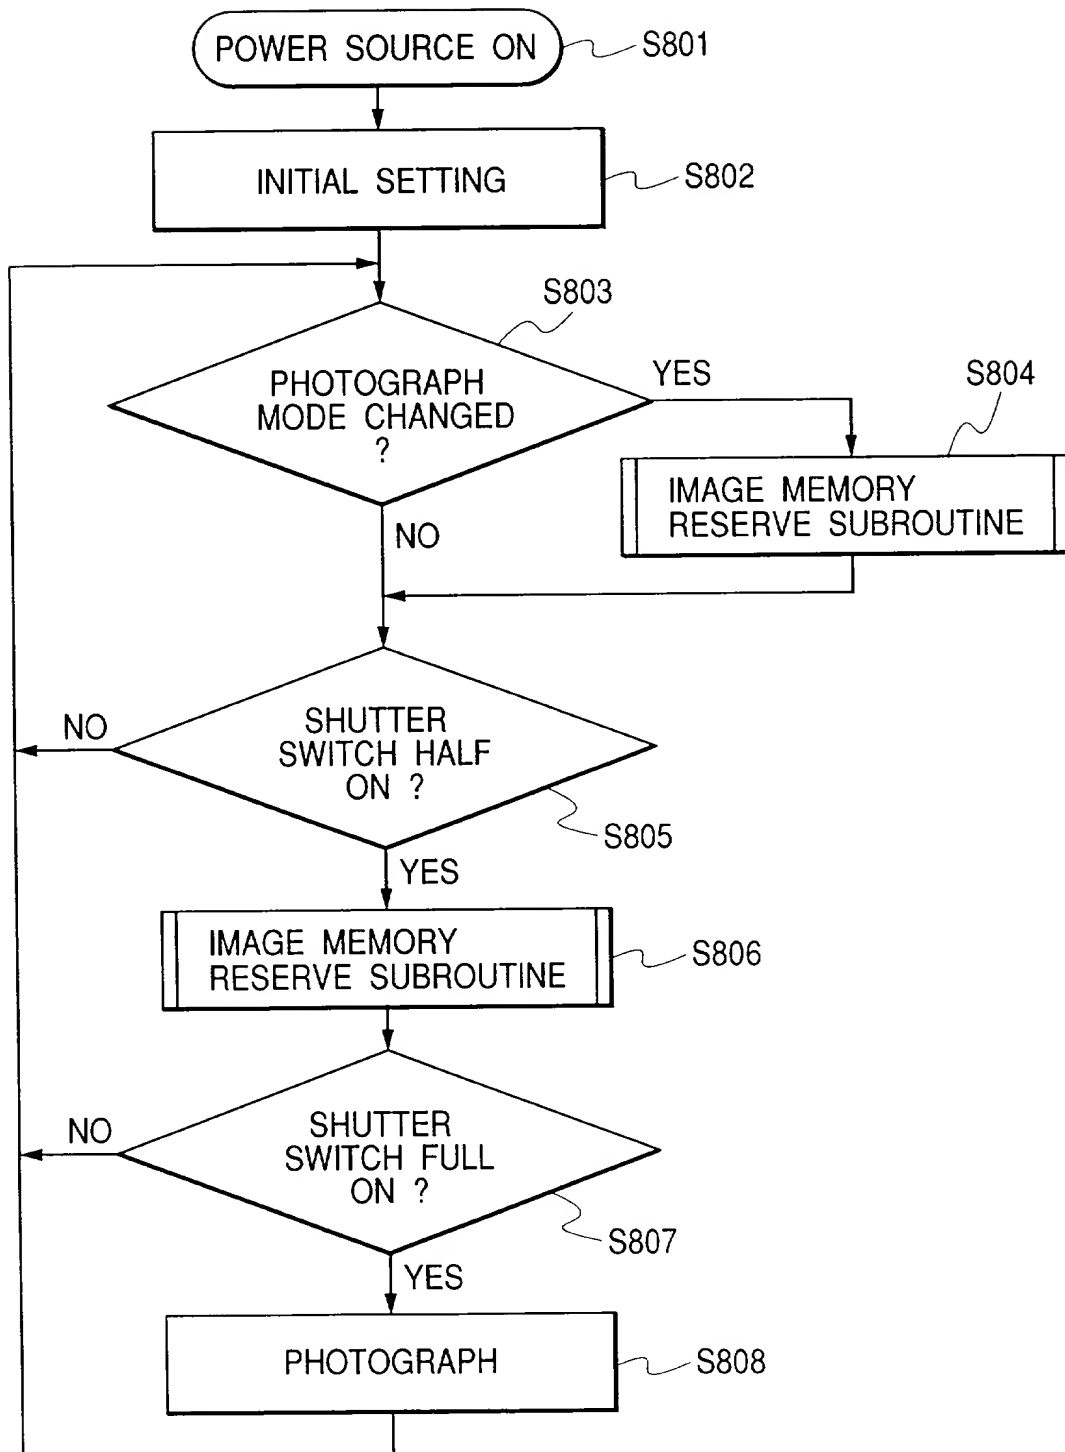 POWER SOURCE ON
S801
INITIAL SETTING
S802
S803
PHOTOGRAPH
MODE CHANGED
?
YES
S804
IMAGE MEMORY
RESERVE SUBROUTINE
NO
SHUTTER
SWITCH HALF
ON ?
NO
S805
YES
IMAGE MEMORY
RESERVE SUBROUTINE
S806
SHUTTER
SWITCH FULL
ON ?
NO
S807
YES
PHOTOGRAPH
S808